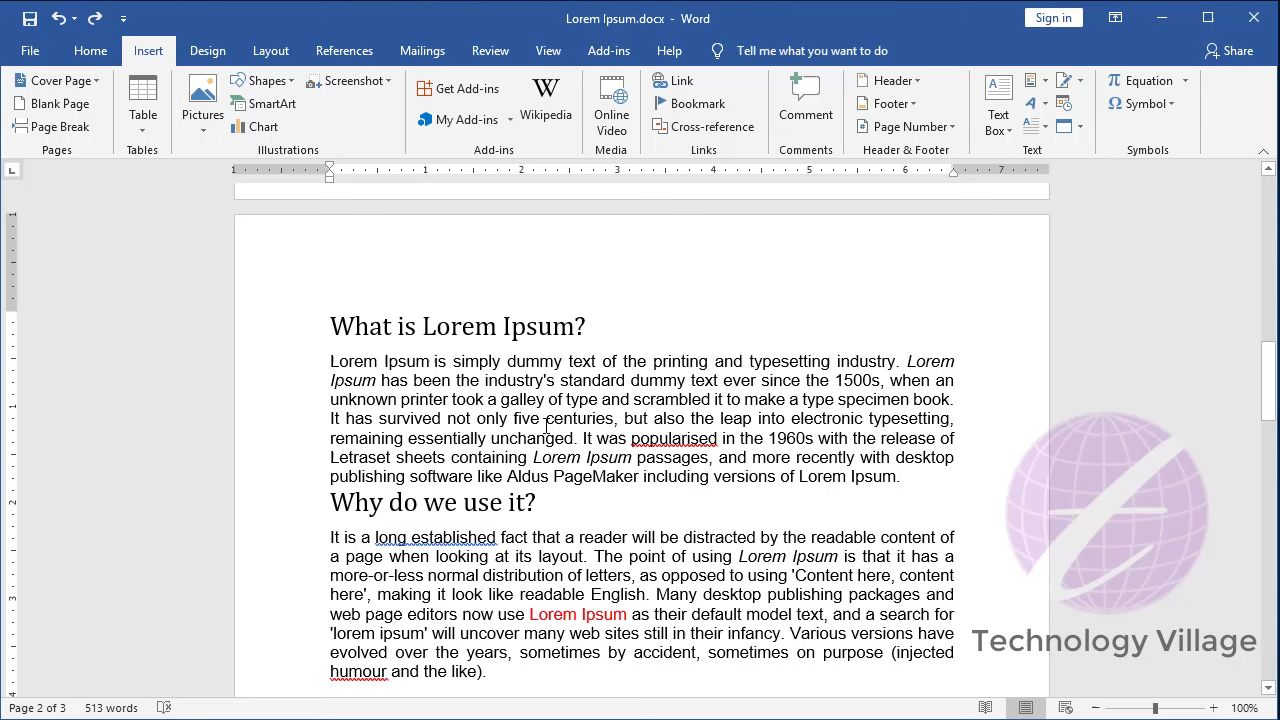 Lorem Ipsum.docx - Word
Sign in
File Home Insert Design Layout References Mailings Review View Add-ins Help Tell me what you want to do Share
Cover Page
Blank Page
Page Break
Pages
Table
Tables
Pictures
Shapes
SmartArt
Chart
Screenshot
Illustrations
Get Add-ins
My Add-ins
W
Wikipedia
Add-ins
Online
Video
Media
Link
Bookmark
Cross-reference
Links
Comment
Comments
Header
Footer
Page Number
Header & Footer
Text
Box
Text
π Equation
Ω Symbol
Symbols
1 1 2 3 4 5 6 7
1
1
2
3
4
What is Lorem Ipsum?
Lorem Ipsum is simply dummy text of the printing and typesetting industry. Lorem
Ipsum has been the industry's standard dummy text ever since the 1500s, when an
unknown printer took a galley of type and scrambled it to make a type specimen book.
It has survived not only five centuries, but also the leap into electronic typesetting,
remaining essentially unchanged. It was popularised in the 1960s with the release of
Letraset sheets containing Lorem Ipsum passages, and more recently with desktop
publishing software like Aldus PageMaker including versions of Lorem Ipsum.
Why do we use it?
It is a long established fact that a reader will be distracted by the readable content of
a page when looking at its layout. The point of using Lorem Ipsum is that it has a
more-or-less normal distribution of letters, as opposed to using 'Content here, content
here', making it look like readable English. Many desktop publishing packages and
web page editors now use Lorem Ipsum as their default model text, and a search for
'lorem ipsum' will uncover many web sites still in their infancy. Various versions have
evolved over the years, sometimes by accident, sometimes on purpose (injected
humour and the like).
Technology Village
Page 2 of 3 513 words 100%